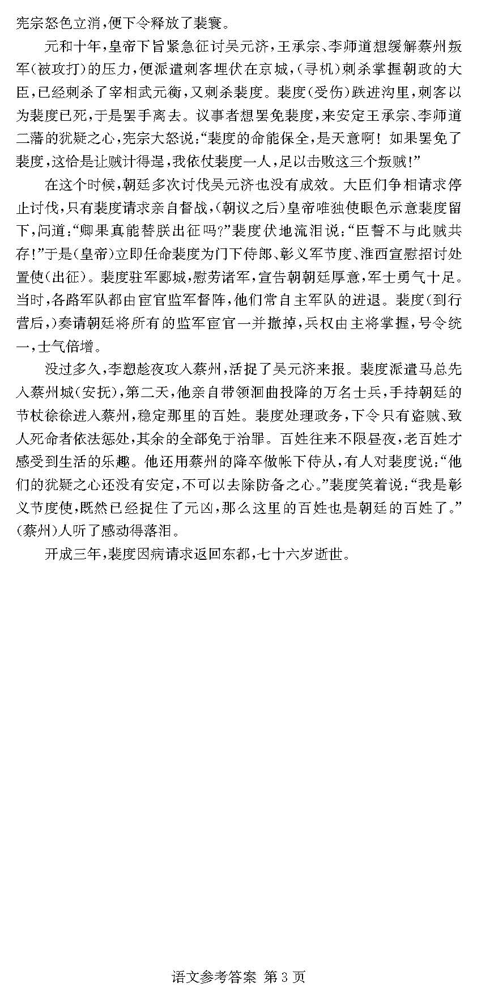 宪宗怒色立消,便下令释放了裴寰。
元和十年,皇帝下旨紧急征讨吴元济,王承宗、李师道想缓解蔡州叛
军(被攻打)的压力,便派遣刺客埋伏在京城,(寻机)刺杀掌握朝政的大
臣,已经刺杀了宰相武元衡,又刺杀裴度。裴度(受伤)跌进沟里,刺客以
为裴度已死,于是罢手离去。议事者想罢免裴度,来安定王承宗、李师道
二藩的犹疑之心,宪宗大怒说:“裴度的命能保全,是天意啊!如果罢免了
裴度,这恰是让贼计得逞,我依仗裴度一人,足以击败这三个叛贼!”
在这个时候,朝廷多次讨伐吴元济也没有成效。大臣们争相请求停
止讨伐,只有裴度请求亲自督战,(朝议之后)皇帝唯独使眼色示意裴度留
下,问道:“卿果真能替朕出征吗?”裴度伏地流泪说:“臣誓不与此贼共
存!”于是(皇帝)立即任命裴度为门下侍郎、彰义军节度、淮西宣慰招讨处
置使(出征)。裴度驻军郾城,慰劳诸军,宣告朝朝廷厚意,军士勇气十足。
当时,各路军队都由宦官监军督阵,他们常自主军队的进退。裴度(到行
营后,)奏请朝廷将所有的监军宦官一并撤掉,兵权由主将掌握,号令统
一,士气倍增。
没过多久,李愬趁夜攻入蔡州,活捉了吴元济来报。裴度派遣马总先
入蔡州城(安抚),第二天,他亲自带领洄曲投降的万名士兵,手持朝廷的
节杖徐徐进入蔡州,稳定那里的百姓。裴度处理政务,下令只有盗贼、致
人死命者依法惩处,其余的全部免于治罪。百姓往来不限昼夜,老百姓才
感受到生活的乐趣。他还用蔡州的降卒做帐下侍从,有人对裴度说:“他
们的犹疑之心还没有安定,不可以去除防备之心。”裴度笑着说:“我是彰
义节度使,既然已经捉住了元凶,那么这里的百姓也是朝廷的百姓了。”
(蔡州)人听了感动得落泪。
开成三年,裴度因病请求返回东都,七十六岁逝世。
语文参考答案 第 3 页